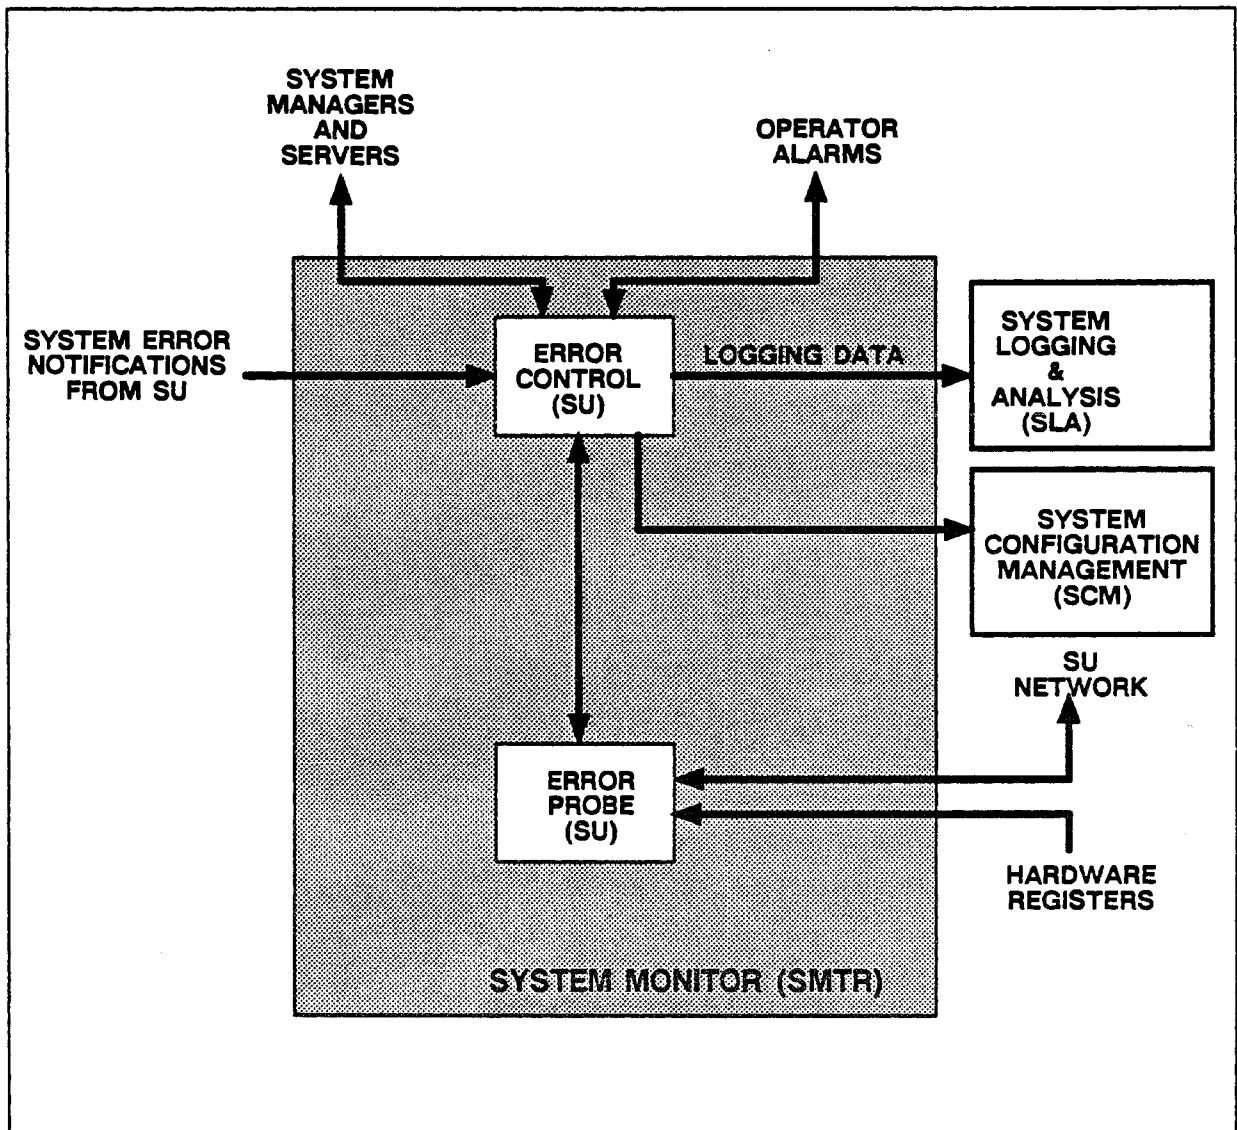 SYSTEM
MANAGERS
AND
SERVERS
OPERATOR
ALARMS
SYSTEM ERROR
NOTIFICATIONS
FROM SU
ERROR
CONTROL
(SU)
LOGGING DATA
SYSTEM
LOGGING
&
ANALYSIS
(SLA)
SYSTEM
CONFIGURATION
MANAGEMENT
(SCM)
SU
NETWORK
ERROR
PROBE
(SU)
HARDWARE
REGISTERS
SYSTEM MONITOR (SMTR)